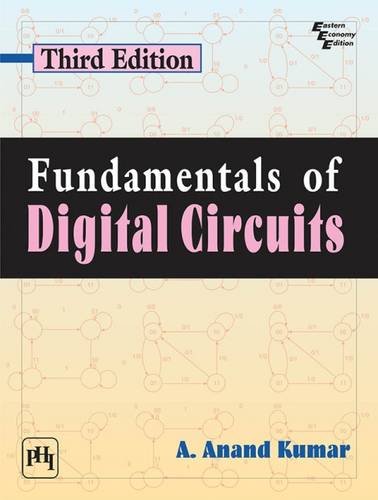 Eastern
Economy
Edition
Third Edition
Fundamentals of
Digital Circuits
A. Anand Kumar
PHI